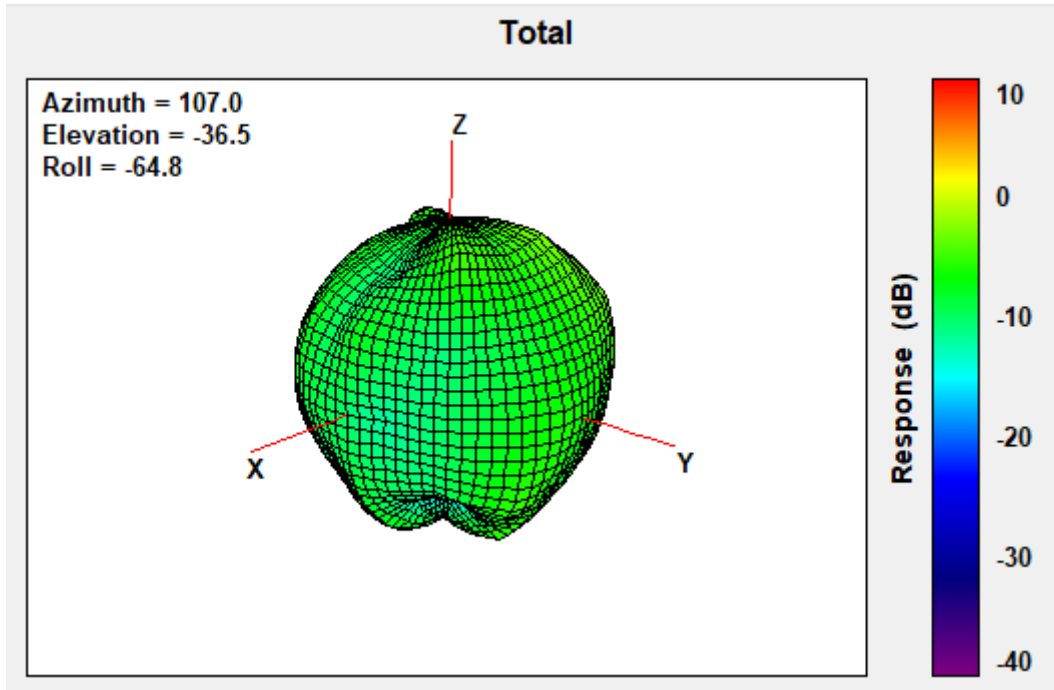 Total
Azimuth = 107.0
Elevation = -36.5
Roll = -64.8
Z
X
Y
Response (dB)
10
0
-10
-20
-30
-40